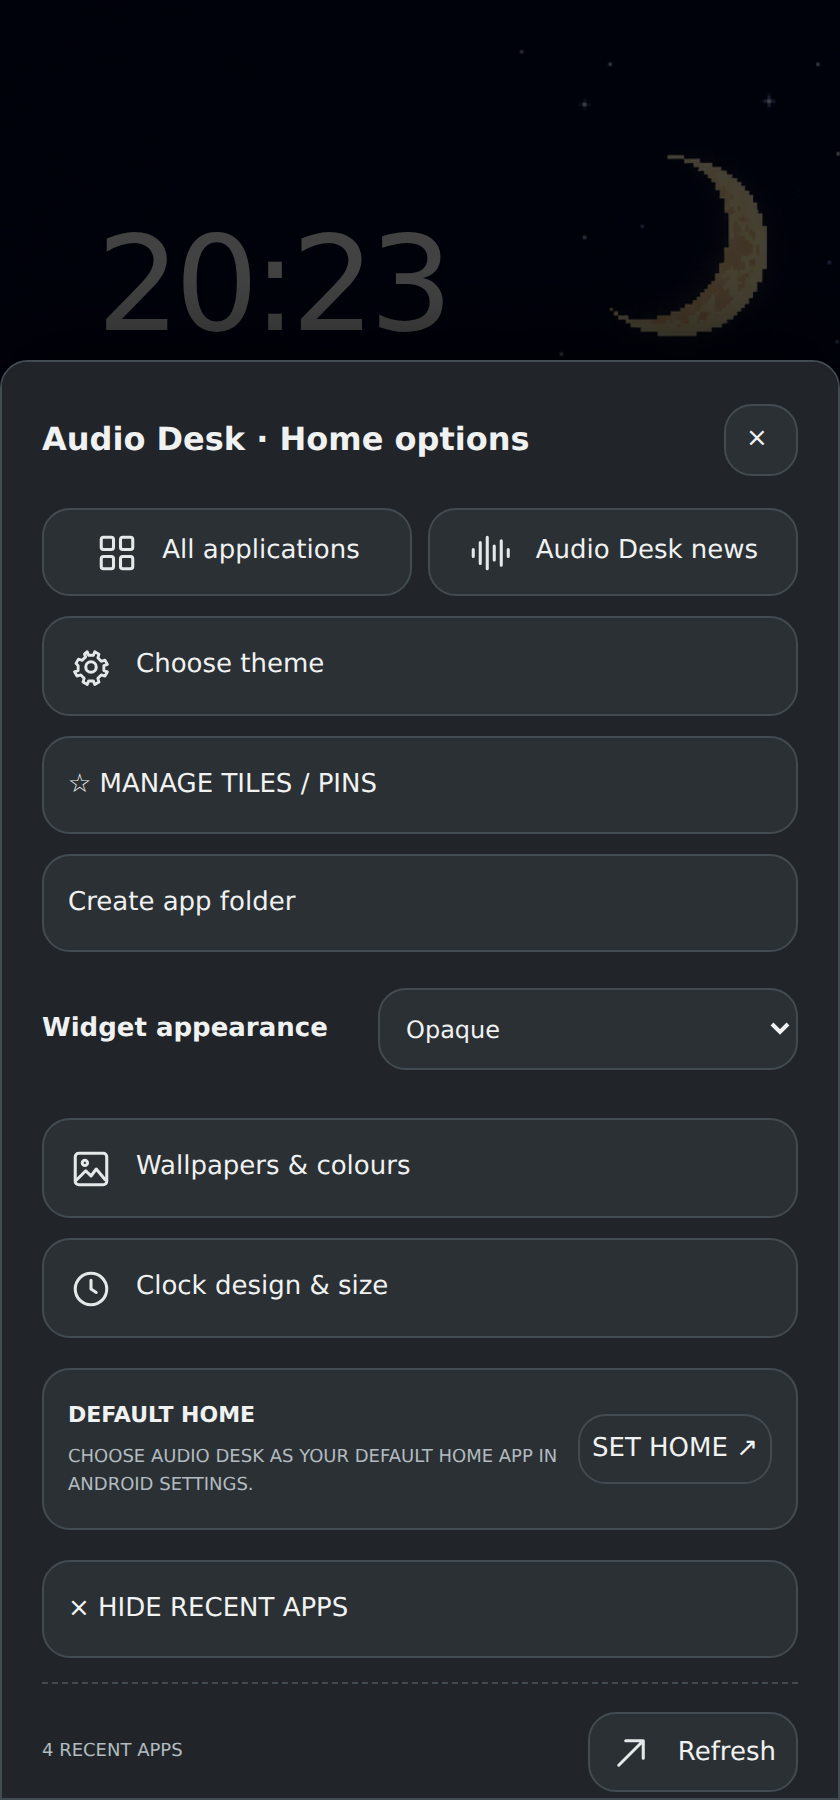 20:23
Audio Desk · Home options
×
All applications
Audio Desk news
Choose theme
☆ MANAGE TILES / PINS
Create app folder
Widget appearance
Opaque
Wallpapers & colours
Clock design & size
DEFAULT HOME
CHOOSE AUDIO DESK AS YOUR DEFAULT HOME APP IN
ANDROID SETTINGS.
SET HOME ↗
× HIDE RECENT APPS
4 RECENT APPS
Refresh